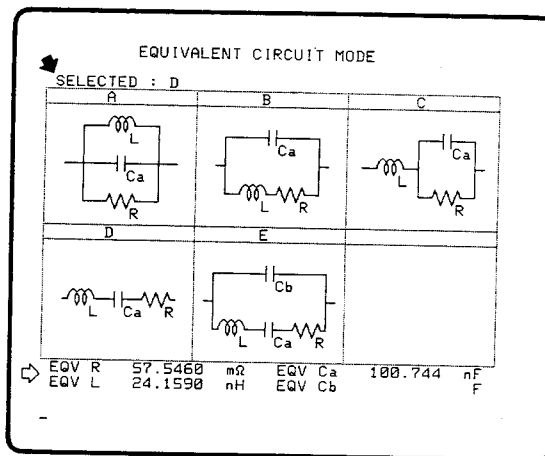 EQUIVALENT CIRCUIT MODE
SELECTED : D
A B C
L
Ca
R
Ca
L R
Ca
L
R
D E
L Ca R
Cb
L Ca R
EQV R 57.5460 mΩ EQV Ca 100.744 nF
EQV L 24.1590 nH EQV Cb F